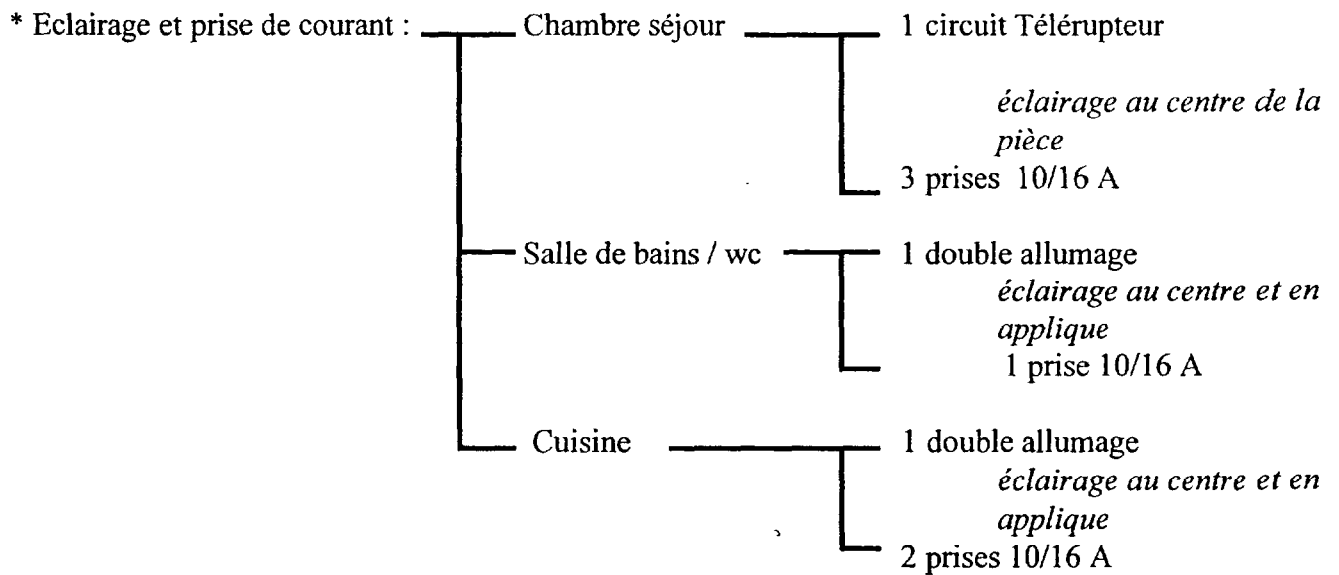 * Eclairage et prise de courant : Chambre séjour 1 circuit Télérupteur
éclairage au centre de la
pièce
3 prises 10/16 A
Salle de bains / wc 1 double allumage
éclairage au centre et en
applique
1 prise 10/16 A
Cuisine 1 double allumage
éclairage au centre et en
applique
2 prises 10/16 A